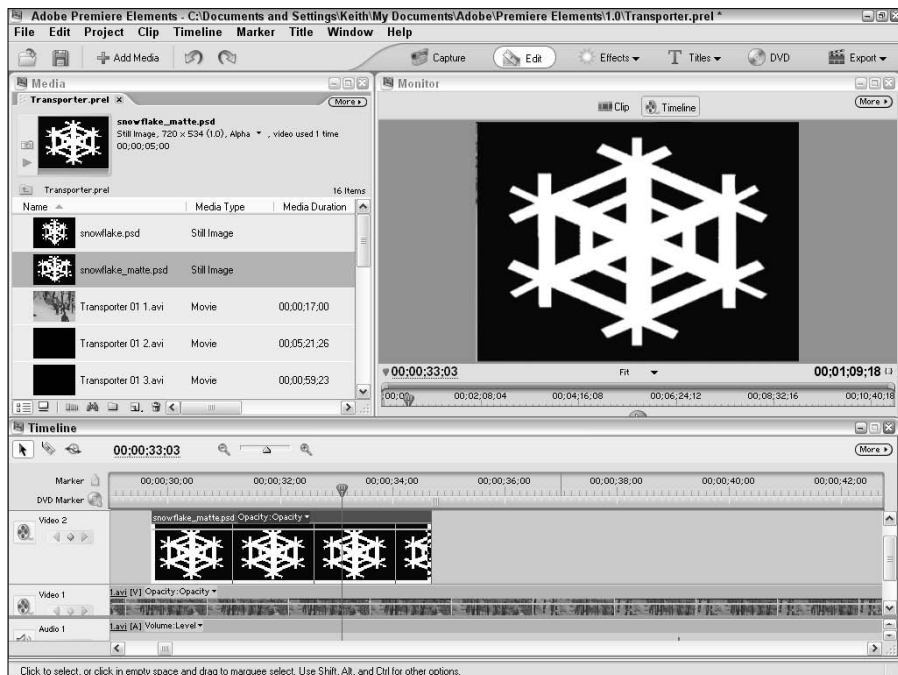 Adobe Premiere Elements - C:\Documents and Settings\Keith\My Documents\Adobe\Premiere Elements\1.0\Transporter.prel *
File Edit Project Clip Timeline Marker Title Window Help
Add Media Capture Edit Effects Titles DVD Export
Media
Transporter.prel x
More
snowflake_matte.psd
Still Image, 720 x 534 (1.0), Alpha , video used 1 time
00;00;05;00
Transporter.prel 16 Items
Name Media Type Media Duration
snowflake.psd Still Image
snowflake_matte.psd Still Image
Transporter 01 1.avi Movie 00;00;17;00
Transporter 01 2.avi Movie 00;05;21;26
Transporter 01 3.avi Movie 00;00;59;23
Monitor
Clip Timeline More
00;00;33;03 Fit 00;01;09;18
00;00 00;02;08;04 00;04;16;08 00;06;24;12 00;08;32;16 00;10;40;18
Timeline
00;00;33;03 More
Marker 00;00;30;00 00;00;32;00 00;00;34;00 00;00;36;00 00;00;38;00 00;00;40;00 00;00;42;00
DVD Marker
Video 2 snowflake_matte.psd Opacity:Opacity
Video 1 1.avi [V] Opacity:Opacity
Audio 1 1.avi [A] Volume:Level
Click to select, or click in empty space and drag to marquee select. Use Shift, Alt, and Ctrl for other options.